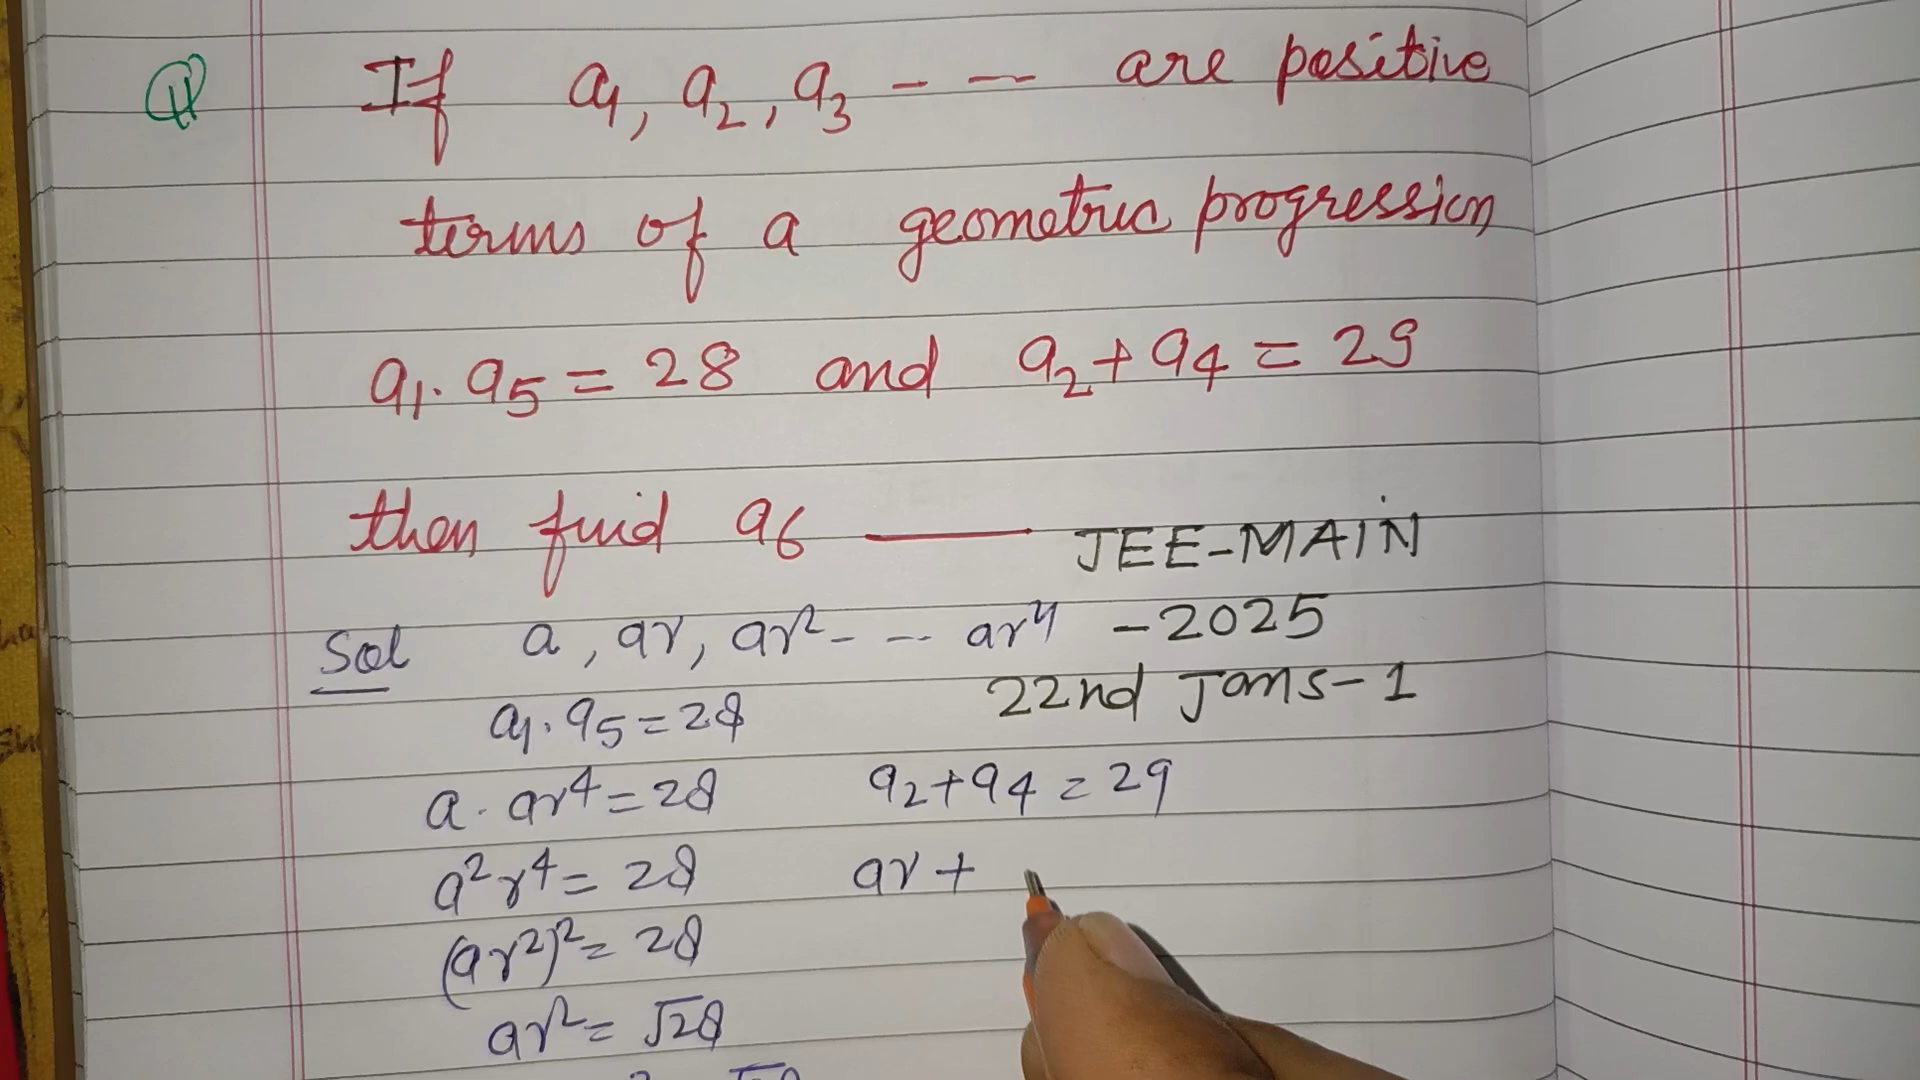 Q If a1, a2, a3 - - - are positive
terms of a geometric progression
a1. a5 = 28 and a2 + a4 = 29
then find a6 — JEE-MAIN
Sol a, ar, ar² - - - ar⁴ - 2025
22nd Jan S-1
a1. a5 = 28
a. ar⁴ = 28 a2 + a4 = 29
a² r⁴ = 28 ar +
(ar²)² = 28
ar² = √28